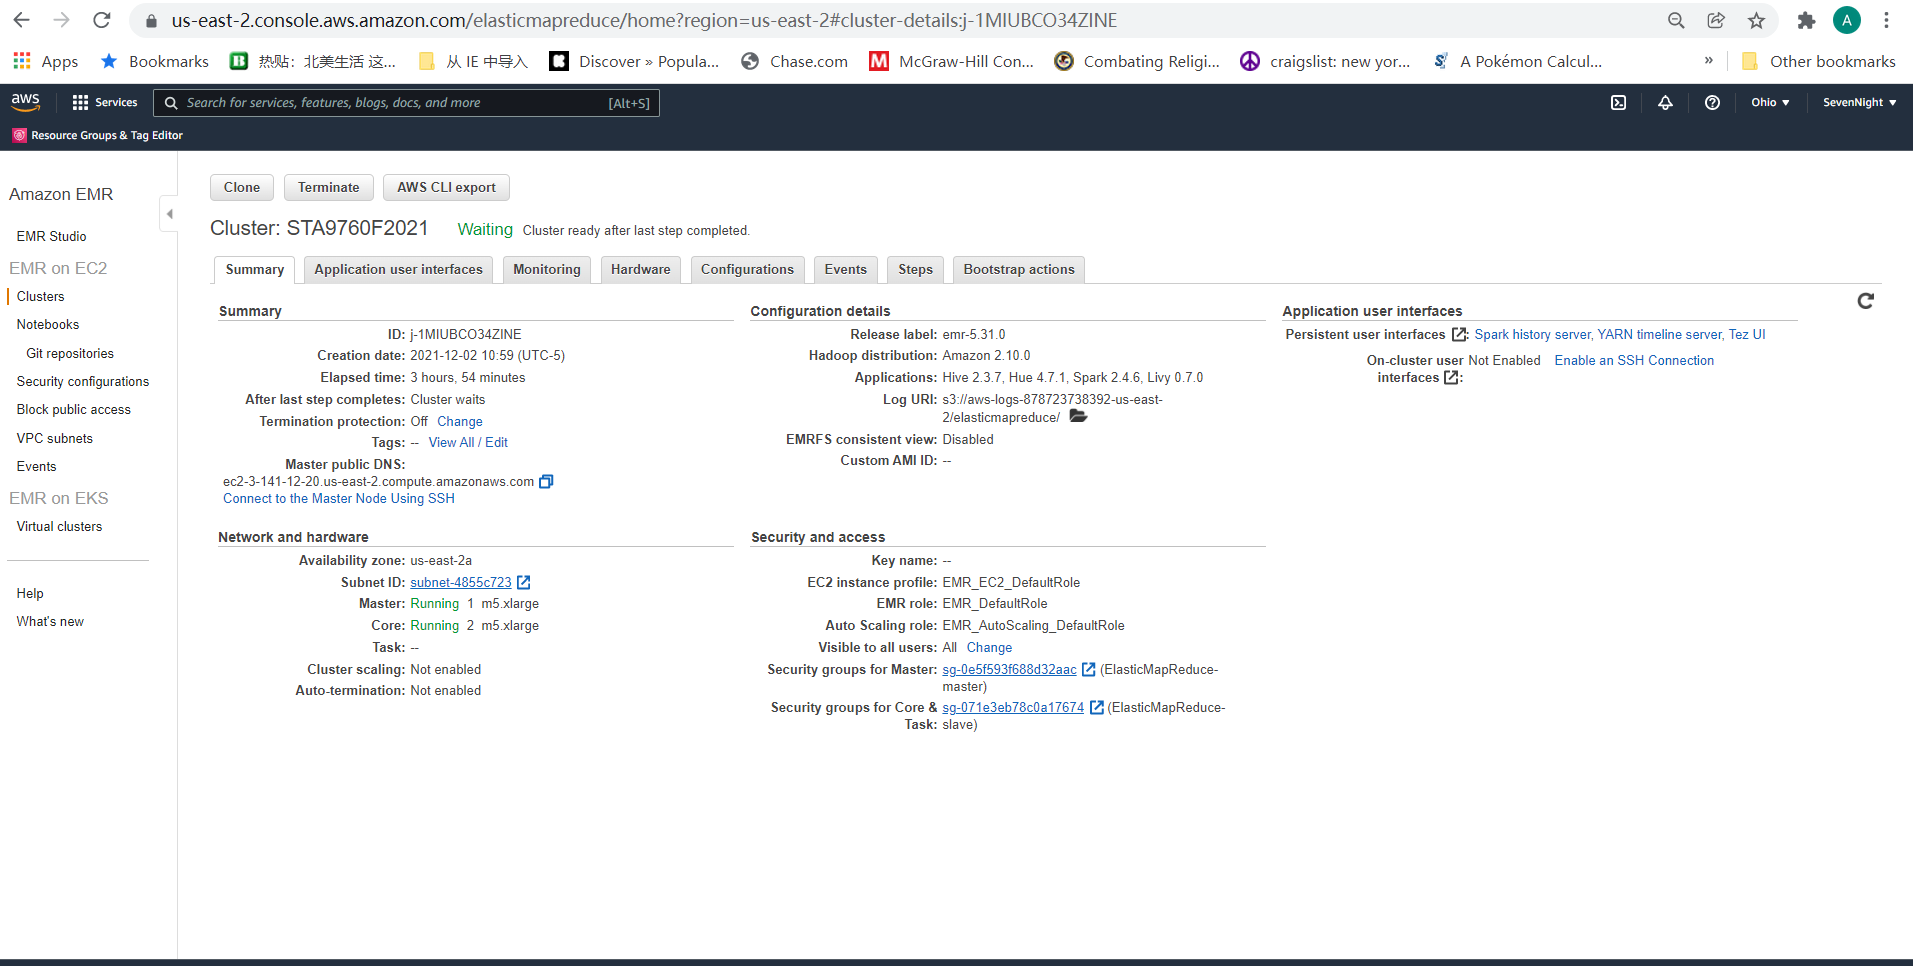 us-east-2.console.aws.amazon.com/elasticmapreduce/home?region=us-east-2#cluster-details:j-1MIUBCO34ZINE
A
Apps Bookmarks B 热贴：北美生活 这... 从 IE 中导入 Discover » Popula... Chase.com M McGraw-Hill Con... Combating Religi... craigslist: new yor... A Pokémon Calcul... » Other bookmarks
aws Services Search for services, features, blogs, docs, and more [Alt+S] Ohio SevenNight
Resource Groups & Tag Editor
Amazon EMR
EMR Studio
EMR on EC2
Clusters
Notebooks
Git repositories
Security configurations
Block public access
VPC subnets
Events
EMR on EKS
Virtual clusters
Help
What's new
Clone Terminate AWS CLI export
Cluster: STA9760F2021 Waiting Cluster ready after last step completed.
Summary Application user interfaces Monitoring Hardware Configurations Events Steps Bootstrap actions
Summary
ID: j-1MIUBCO34ZINE
Creation date: 2021-12-02 10:59 (UTC-5)
Elapsed time: 3 hours, 54 minutes
After last step completes: Cluster waits
Termination protection: Off Change
Tags: -- View All / Edit
Master public DNS:
ec2-3-141-12-20.us-east-2.compute.amazonaws.com
Connect to the Master Node Using SSH
Configuration details
Release label: emr-5.31.0
Hadoop distribution: Amazon 2.10.0
Applications: Hive 2.3.7, Hue 4.7.1, Spark 2.4.6, Livy 0.7.0
Log URI: s3://aws-logs-878723738392-us-east-
2/elasticmapreduce/
EMRFS consistent view: Disabled
Custom AMI ID: --
Application user interfaces
Persistent user interfaces : Spark history server, YARN timeline server, Tez UI
On-cluster user Not Enabled Enable an SSH Connection
interfaces :
Network and hardware
Availability zone: us-east-2a
Subnet ID: subnet-4855c723
Master: Running 1 m5.xlarge
Core: Running 2 m5.xlarge
Task: --
Cluster scaling: Not enabled
Auto-termination: Not enabled
Security and access
Key name: --
EC2 instance profile: EMR_EC2_DefaultRole
EMR role: EMR_DefaultRole
Auto Scaling role: EMR_AutoScaling_DefaultRole
Visible to all users: All Change
Security groups for Master: sg-0e5f593f688d32aac (ElasticMapReduce-
master)
Security groups for Core & sg-071e3eb78c0a17674 (ElasticMapReduce-
Task: slave)